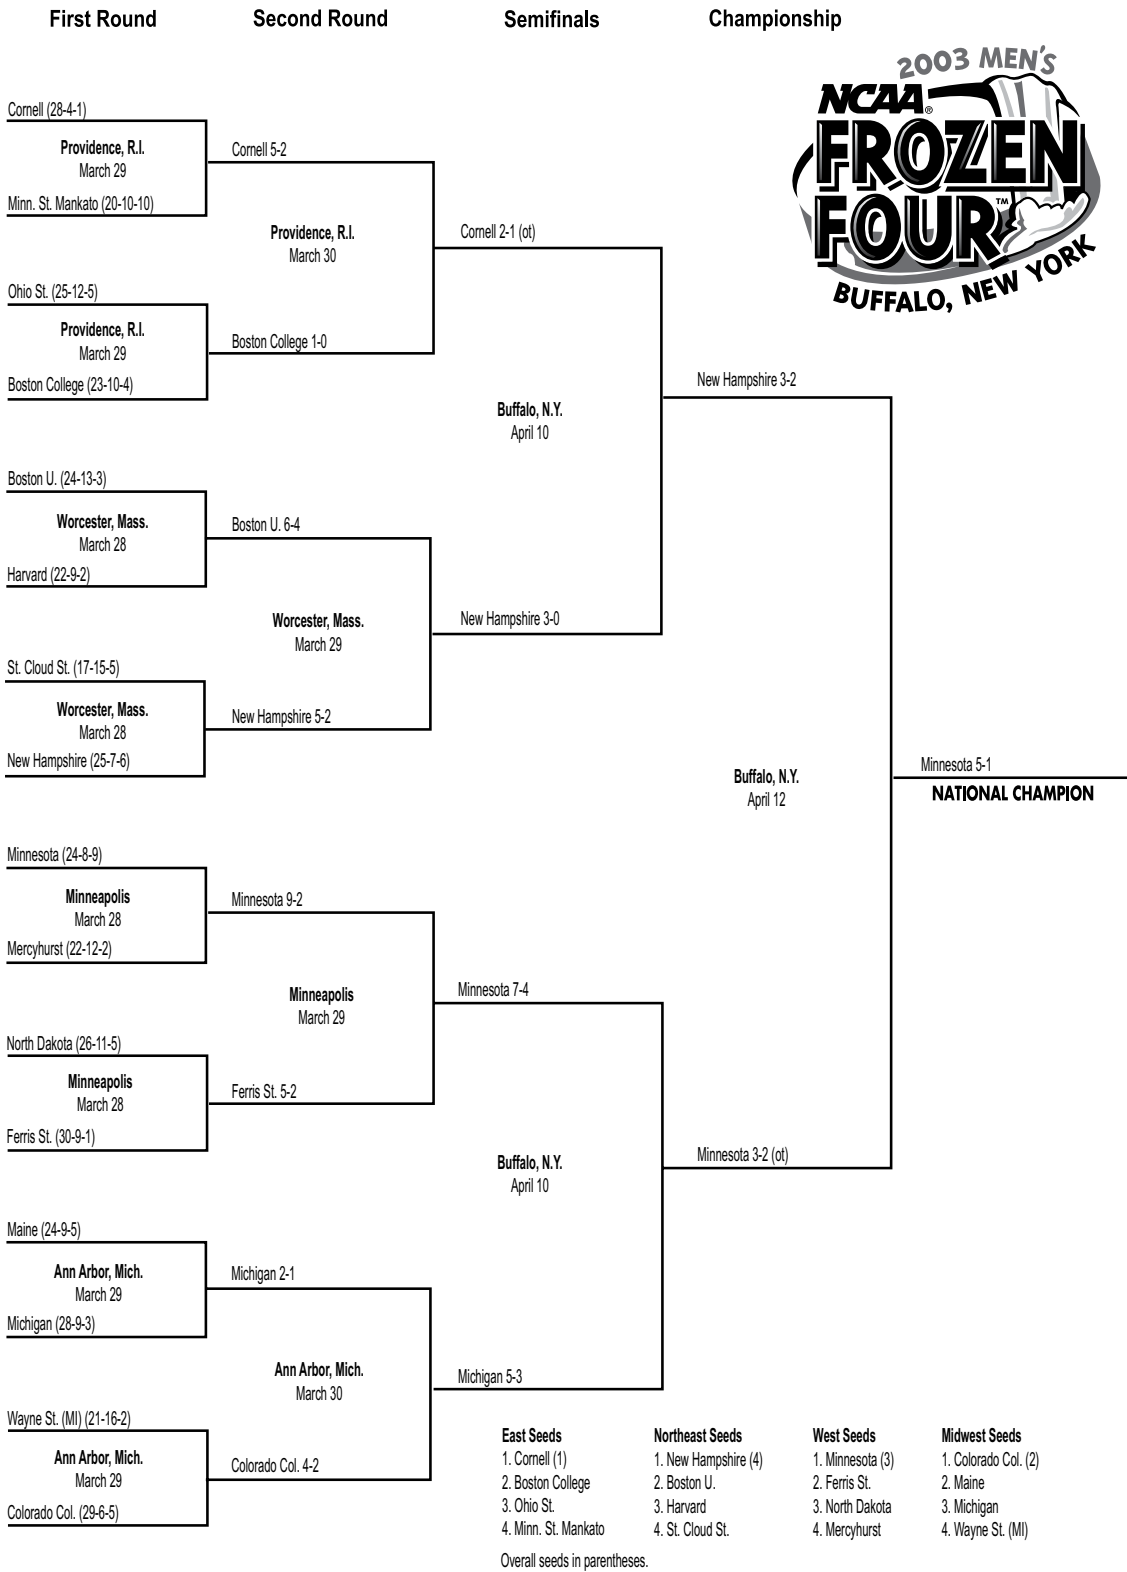 First Round
Second Round
Semifinals
Championship
2003 MEN'S
NCAA®
FROZEN
FOUR™
BUFFALO, NEW YORK
Cornell (28-4-1)
Providence, R.I.
March 29
Minn. St. Mankato (20-10-10)
Cornell 5-2
Providence, R.I.
March 30
Cornell 2-1 (ot)
Ohio St. (25-12-5)
Providence, R.I.
March 29
Boston College (23-10-4)
Boston College 1-0
Buffalo, N.Y.
April 10
New Hampshire 3-2
Boston U. (24-13-3)
Worcester, Mass.
March 28
Harvard (22-9-2)
Boston U. 6-4
Worcester, Mass.
March 29
New Hampshire 3-0
St. Cloud St. (17-15-5)
Worcester, Mass.
March 28
New Hampshire (25-7-6)
New Hampshire 5-2
Buffalo, N.Y.
April 12
Minnesota 5-1
NATIONAL CHAMPION
Minnesota (24-8-9)
Minneapolis
March 28
Mercyhurst (22-12-2)
Minnesota 9-2
Minneapolis
March 29
Minnesota 7-4
North Dakota (26-11-5)
Minneapolis
March 28
Ferris St. (30-9-1)
Ferris St. 5-2
Buffalo, N.Y.
April 10
Minnesota 3-2 (ot)
Maine (24-9-5)
Ann Arbor, Mich.
March 29
Michigan (28-9-3)
Michigan 2-1
Ann Arbor, Mich.
March 30
Michigan 5-3
Wayne St. (MI) (21-16-2)
Ann Arbor, Mich.
March 29
Colorado Col. (29-6-5)
Colorado Col. 4-2
East Seeds
1. Cornell (1)
2. Boston College
3. Ohio St.
4. Minn. St. Mankato
Northeast Seeds
1. New Hampshire (4)
2. Boston U.
3. Harvard
4. St. Cloud St.
West Seeds
1. Minnesota (3)
2. Ferris St.
3. North Dakota
4. Mercyhurst
Midwest Seeds
1. Colorado Col. (2)
2. Maine
3. Michigan
4. Wayne St. (MI)
Overall seeds in parentheses.